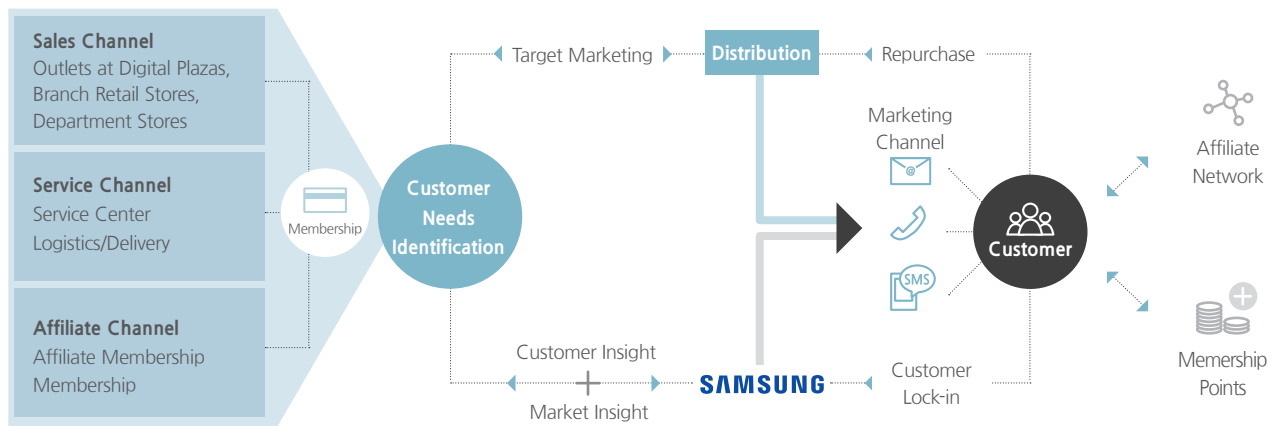 Sales Channel
Outlets at Digital Plazas,
Branch Retail Stores,
Department Stores
Service Channel
Service Center
Logistics/Delivery
Affiliate Channel
Affiliate Membership
Membership
Membership
Customer
Needs
Identification
Target Marketing
Distribution
Repurchase
Marketing
Channel
@
SMS
Customer
Customer Insight
Market Insight
SAMSUNG
Customer
Lock-in
Affiliate
Network
Memership
Points